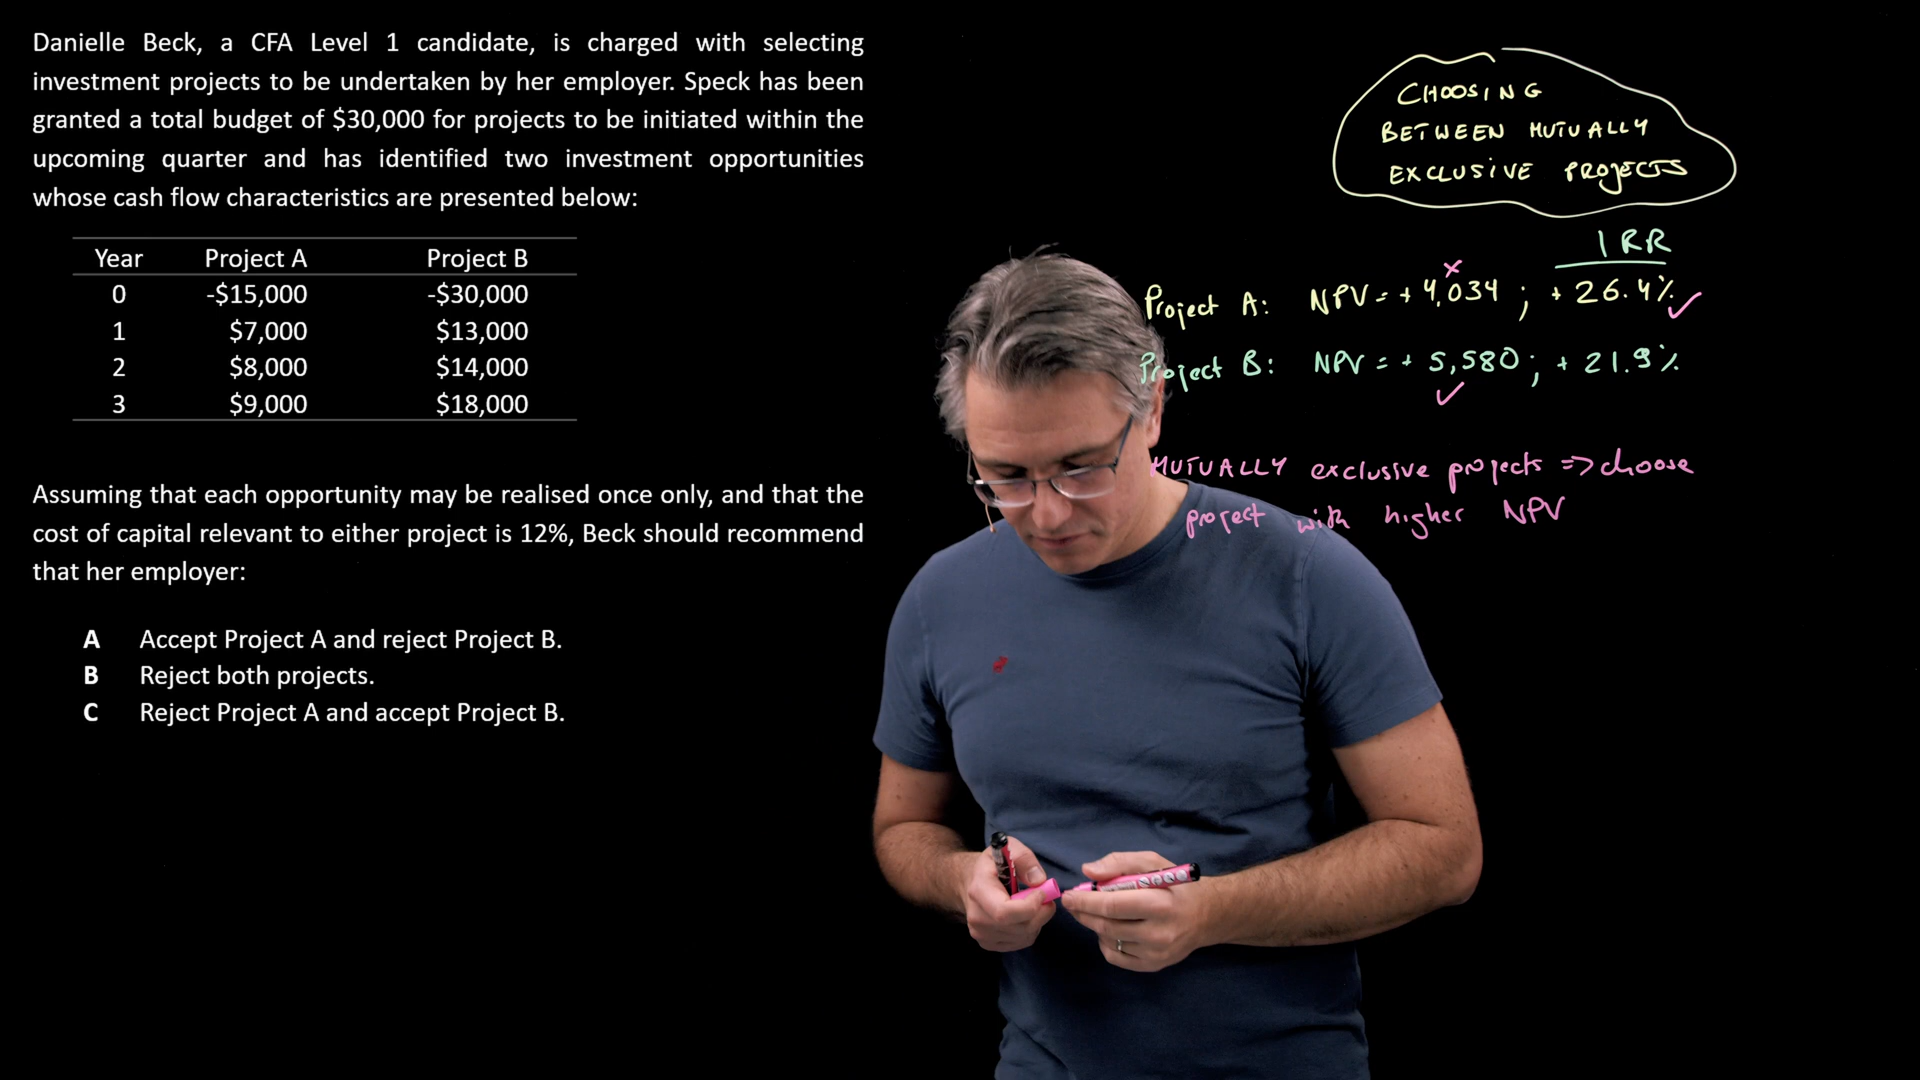 Danielle Beck, a CFA Level 1 candidate, is charged with selecting
investment projects to be undertaken by her employer. Speck has been
granted a total budget of $30,000 for projects to be initiated within the
upcoming quarter and has identified two investment opportunities
whose cash flow characteristics are presented below:
Year Project A Project B
0 -$15,000 -$30,000
1 $7,000 $13,000
2 $8,000 $14,000
3 $9,000 $18,000
Assuming that each opportunity may be realised once only, and that the
cost of capital relevant to either project is 12%, Beck should recommend
that her employer:
A Accept Project A and reject Project B.
B Reject both projects.
C Reject Project A and accept Project B.
CHOOSING
BETWEEN MUTUALLY
EXCLUSIVE PROJECTS
IRR
Project A: NPV = + 4,034 ; + 26.4%
Project B: NPV = + 5,580 ; + 21.9%
MUTUALLY exclusive projects => choose
project with higher NPV